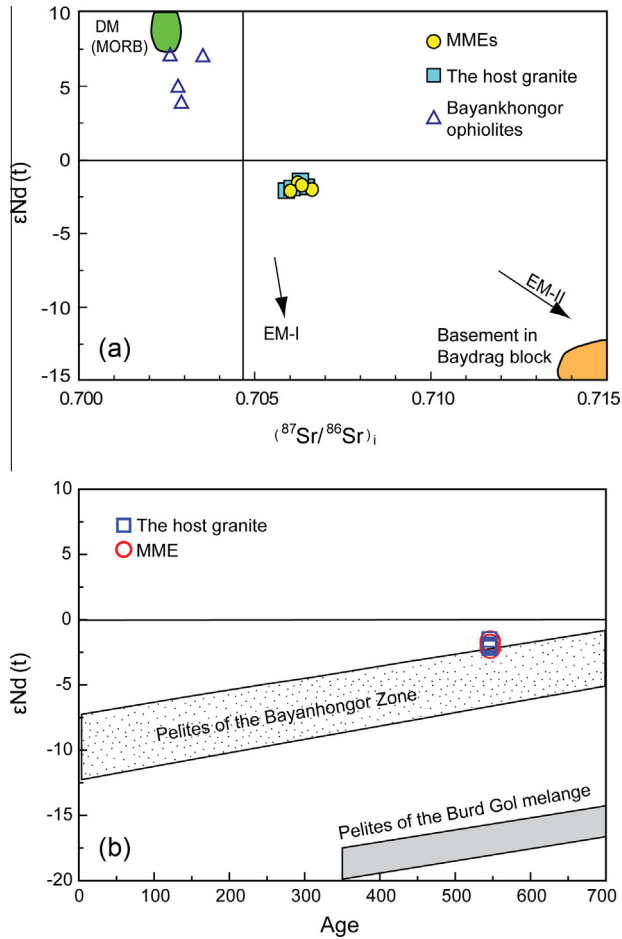 10
5
0
-5
-10
-15
εNd (t)
DM
(MORB)
MMEs
The host granite
Bayankhongor
ophiolites
EM-I
EM-II
Basement in
Baydrag block
(a)
0.700
0.705
0.710
0.715
(⁸⁷Sr/⁸⁶Sr)ᵢ
10
5
0
-5
-10
-15
-20
εNd (t)
The host granite
MME
Pelites of the Bayanhongor Zone
Pelites of the Burd Gol melange
(b)
0
100
200
300
400
500
600
700
Age